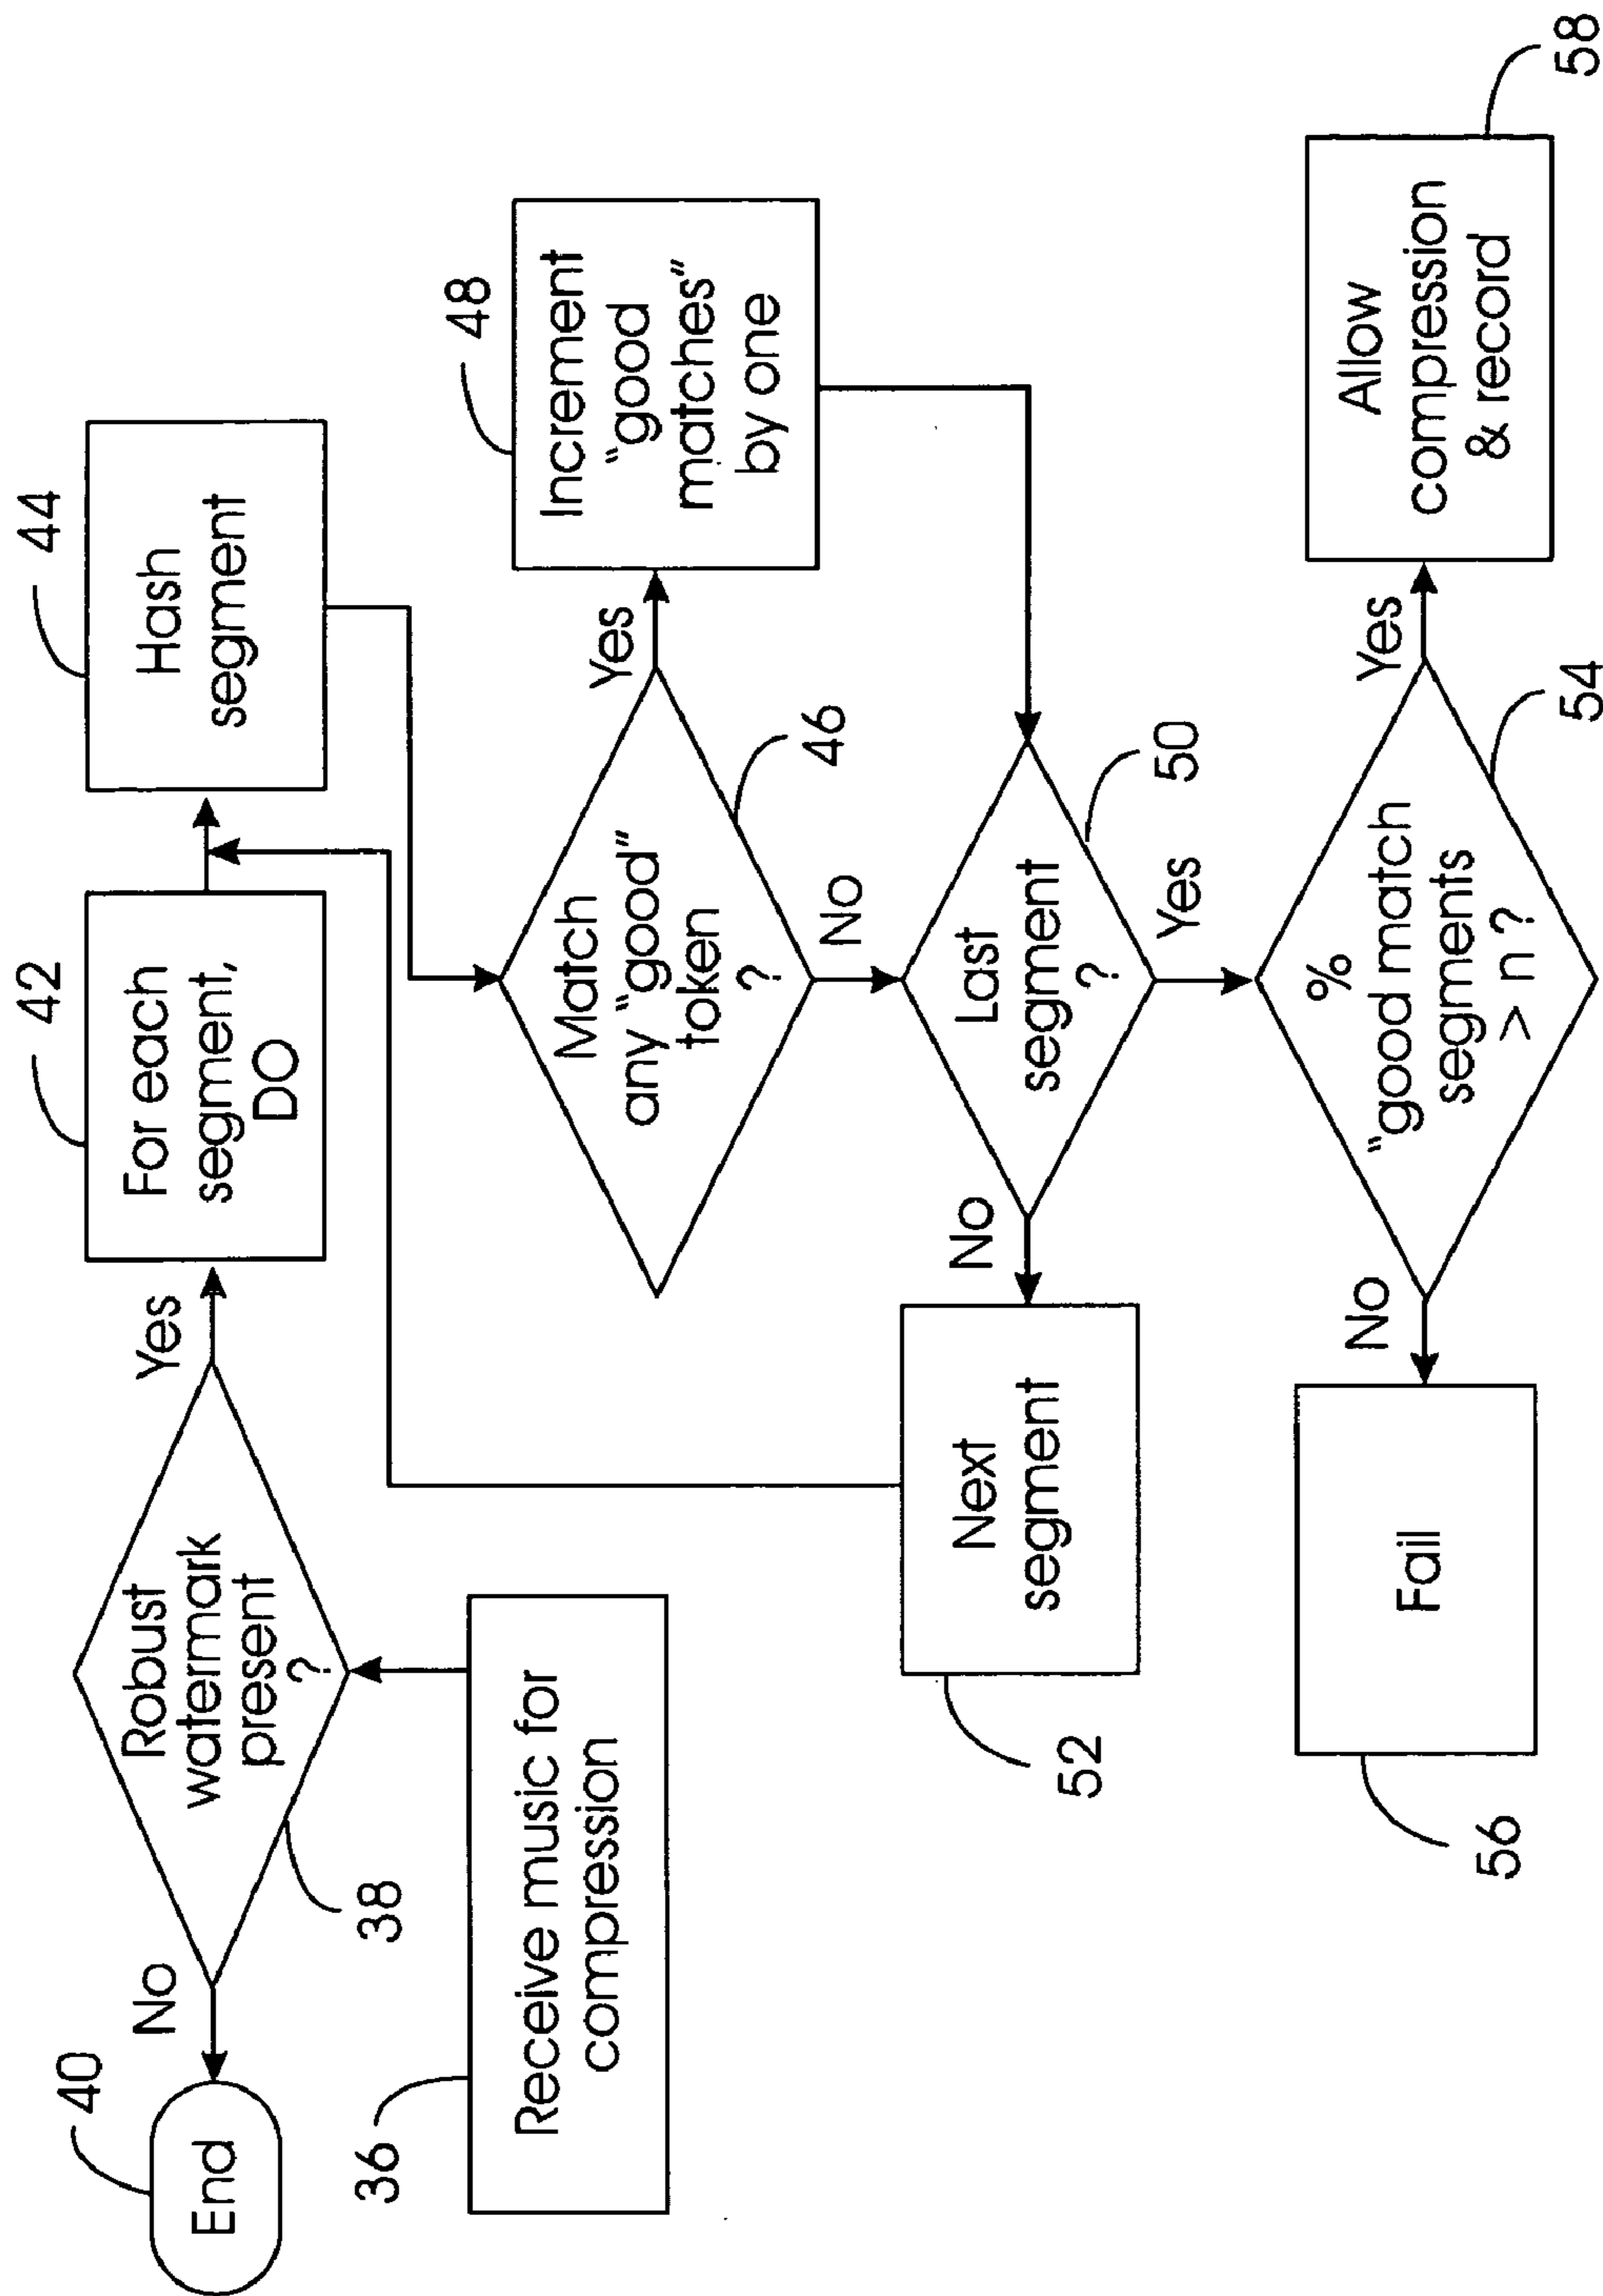 40
End
No
Robust
watermark
present
?
38
Yes
36
Receive music for
compression
42
For each
segment,
DO
44
Hash
segment
Match
any "good"
token
?
46
Yes
No
48
Increment
"good
matches"
by one
Last
segment
?
50
No
Yes
52
Next
segment
%
"good match
segments
> n ?
54
No
Yes
56
Fail
58
Allow
compression
& record